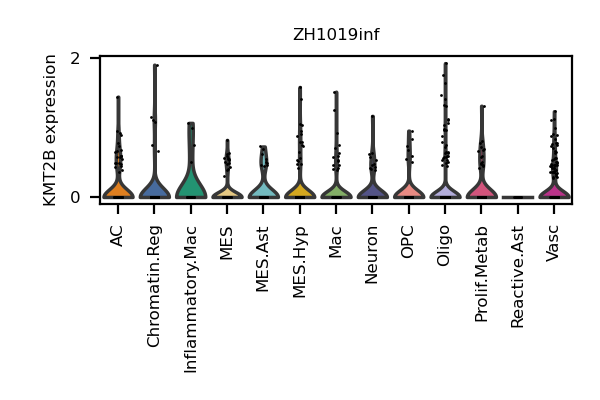 ZH1019inf
KMT2B expression
2
0
AC
Chromatin.Reg
Inflammatory.Mac
MES
MES.Ast
MES.Hyp
Mac
Neuron
OPC
Oligo
Prolif.Metab
Reactive.Ast
Vasc